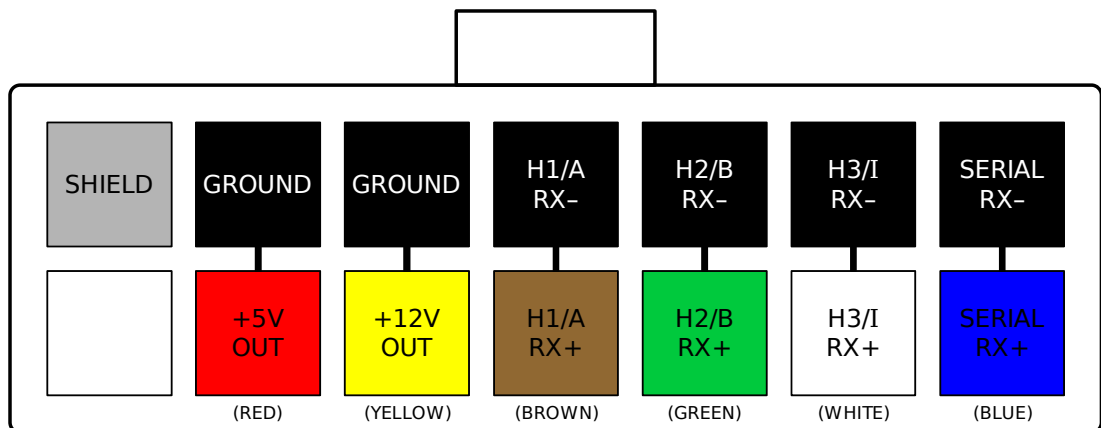 SHIELD
GROUND
GROUND
H1/A
RX–
H2/B
RX–
H3/I
RX–
SERIAL
RX–
+5V
OUT
+12V
OUT
H1/A
RX+
H2/B
RX+
H3/I
RX+
SERIAL
RX+
(RED)
(YELLOW)
(BROWN)
(GREEN)
(WHITE)
(BLUE)